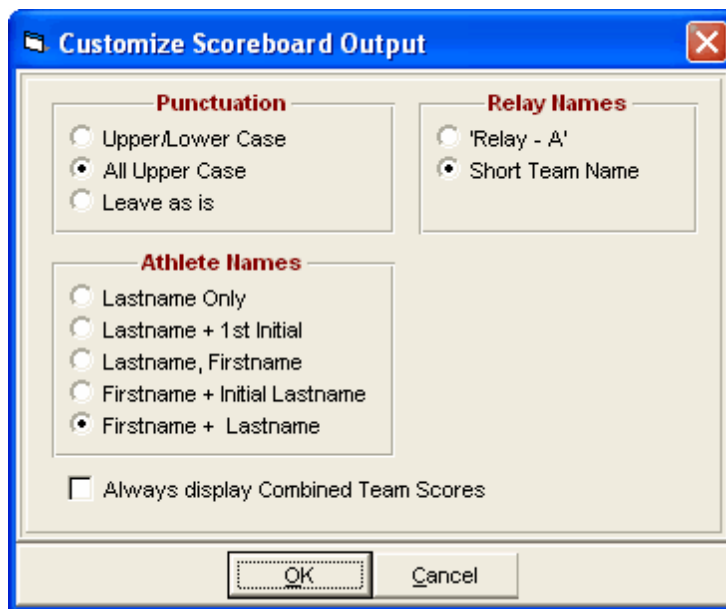 Customize Scoreboard Output
Punctuation
Upper/Lower Case
All Upper Case
Leave as is
Relay Names
'Relay - A'
Short Team Name
Athlete Names
Lastname Only
Lastname + 1st Initial
Lastname, Firstname
Firstname + Initial Lastname
Firstname + Lastname
Always display Combined Team Scores
OK
Cancel